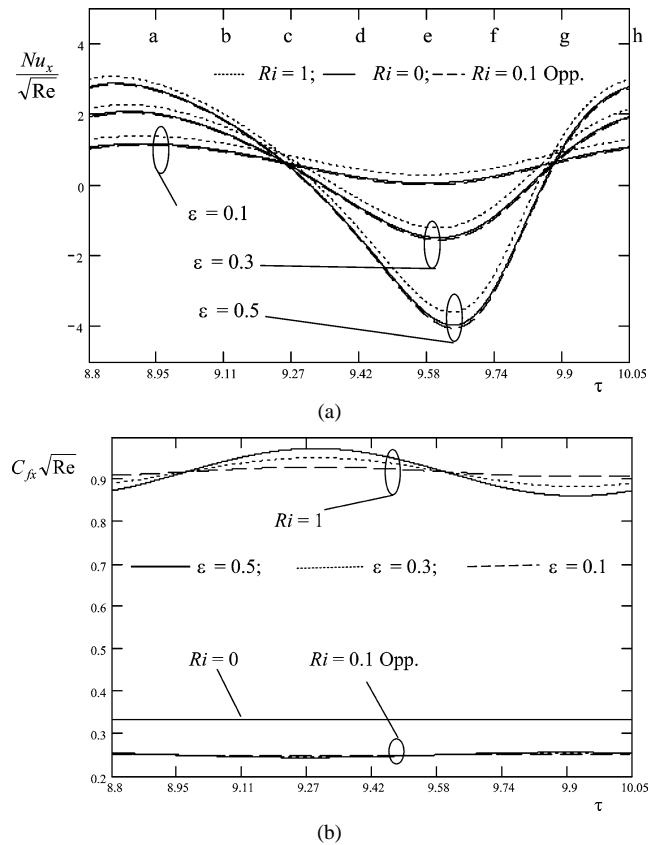 a b c d e f g h
Nu_x / √Re
Ri = 1; Ri = 0; Ri = 0.1 Opp.
4
2
0
−2
−4
ε = 0.1
ε = 0.3
ε = 0.5
8.8 8.95 9.11 9.27 9.42 9.58 9.74 9.9 10.05
τ
(a)
C_fx √Re
0.9
0.8
0.7
0.6
0.5
0.4
0.3
0.2
Ri = 1
ε = 0.5; ε = 0.3; ε = 0.1
Ri = 0 Ri = 0.1 Opp.
8.8 8.95 9.11 9.27 9.42 9.58 9.74 9.9 10.05
τ
(b)